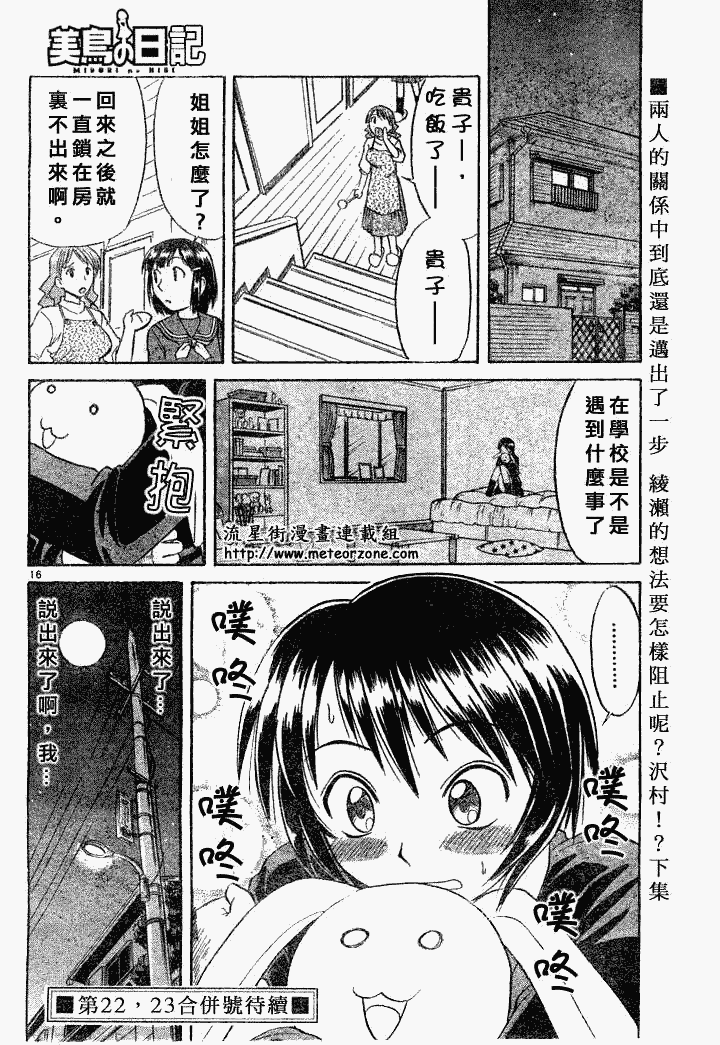 美鳥の日記
MIDORI no HIBI
貴子—，
吃飯了——
貴子——
姐姐怎麼了？
回來之後就
一直鎖在房
裏不出來啊。
在學校是不是
遇到什麼事了
流星街漫畫連載組
http://www.meteorzone.com/
緊抱
16
…………
噗咚
噗咚
噗咚
噗咚
說出來了…
說出來了啊，我…
第22，23合併號待續
兩人的關係中到底還是邁出了一步 綾瀨的想法要怎樣阻止呢？沢村！？下集